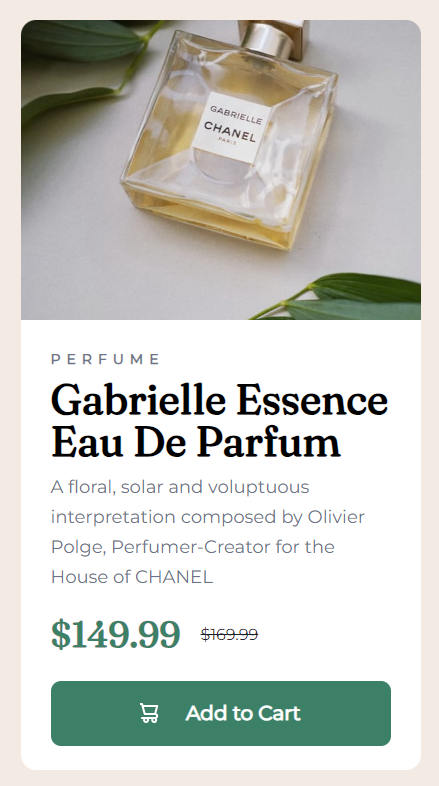 GABRIELLE
CHANEL
PARIS
PERFUME
Gabrielle Essence
Eau De Parfum
A floral, solar and voluptuous
interpretation composed by Olivier
Polge, Perfumer-Creator for the
House of CHANEL
$149.99 $169.99
Add to Cart